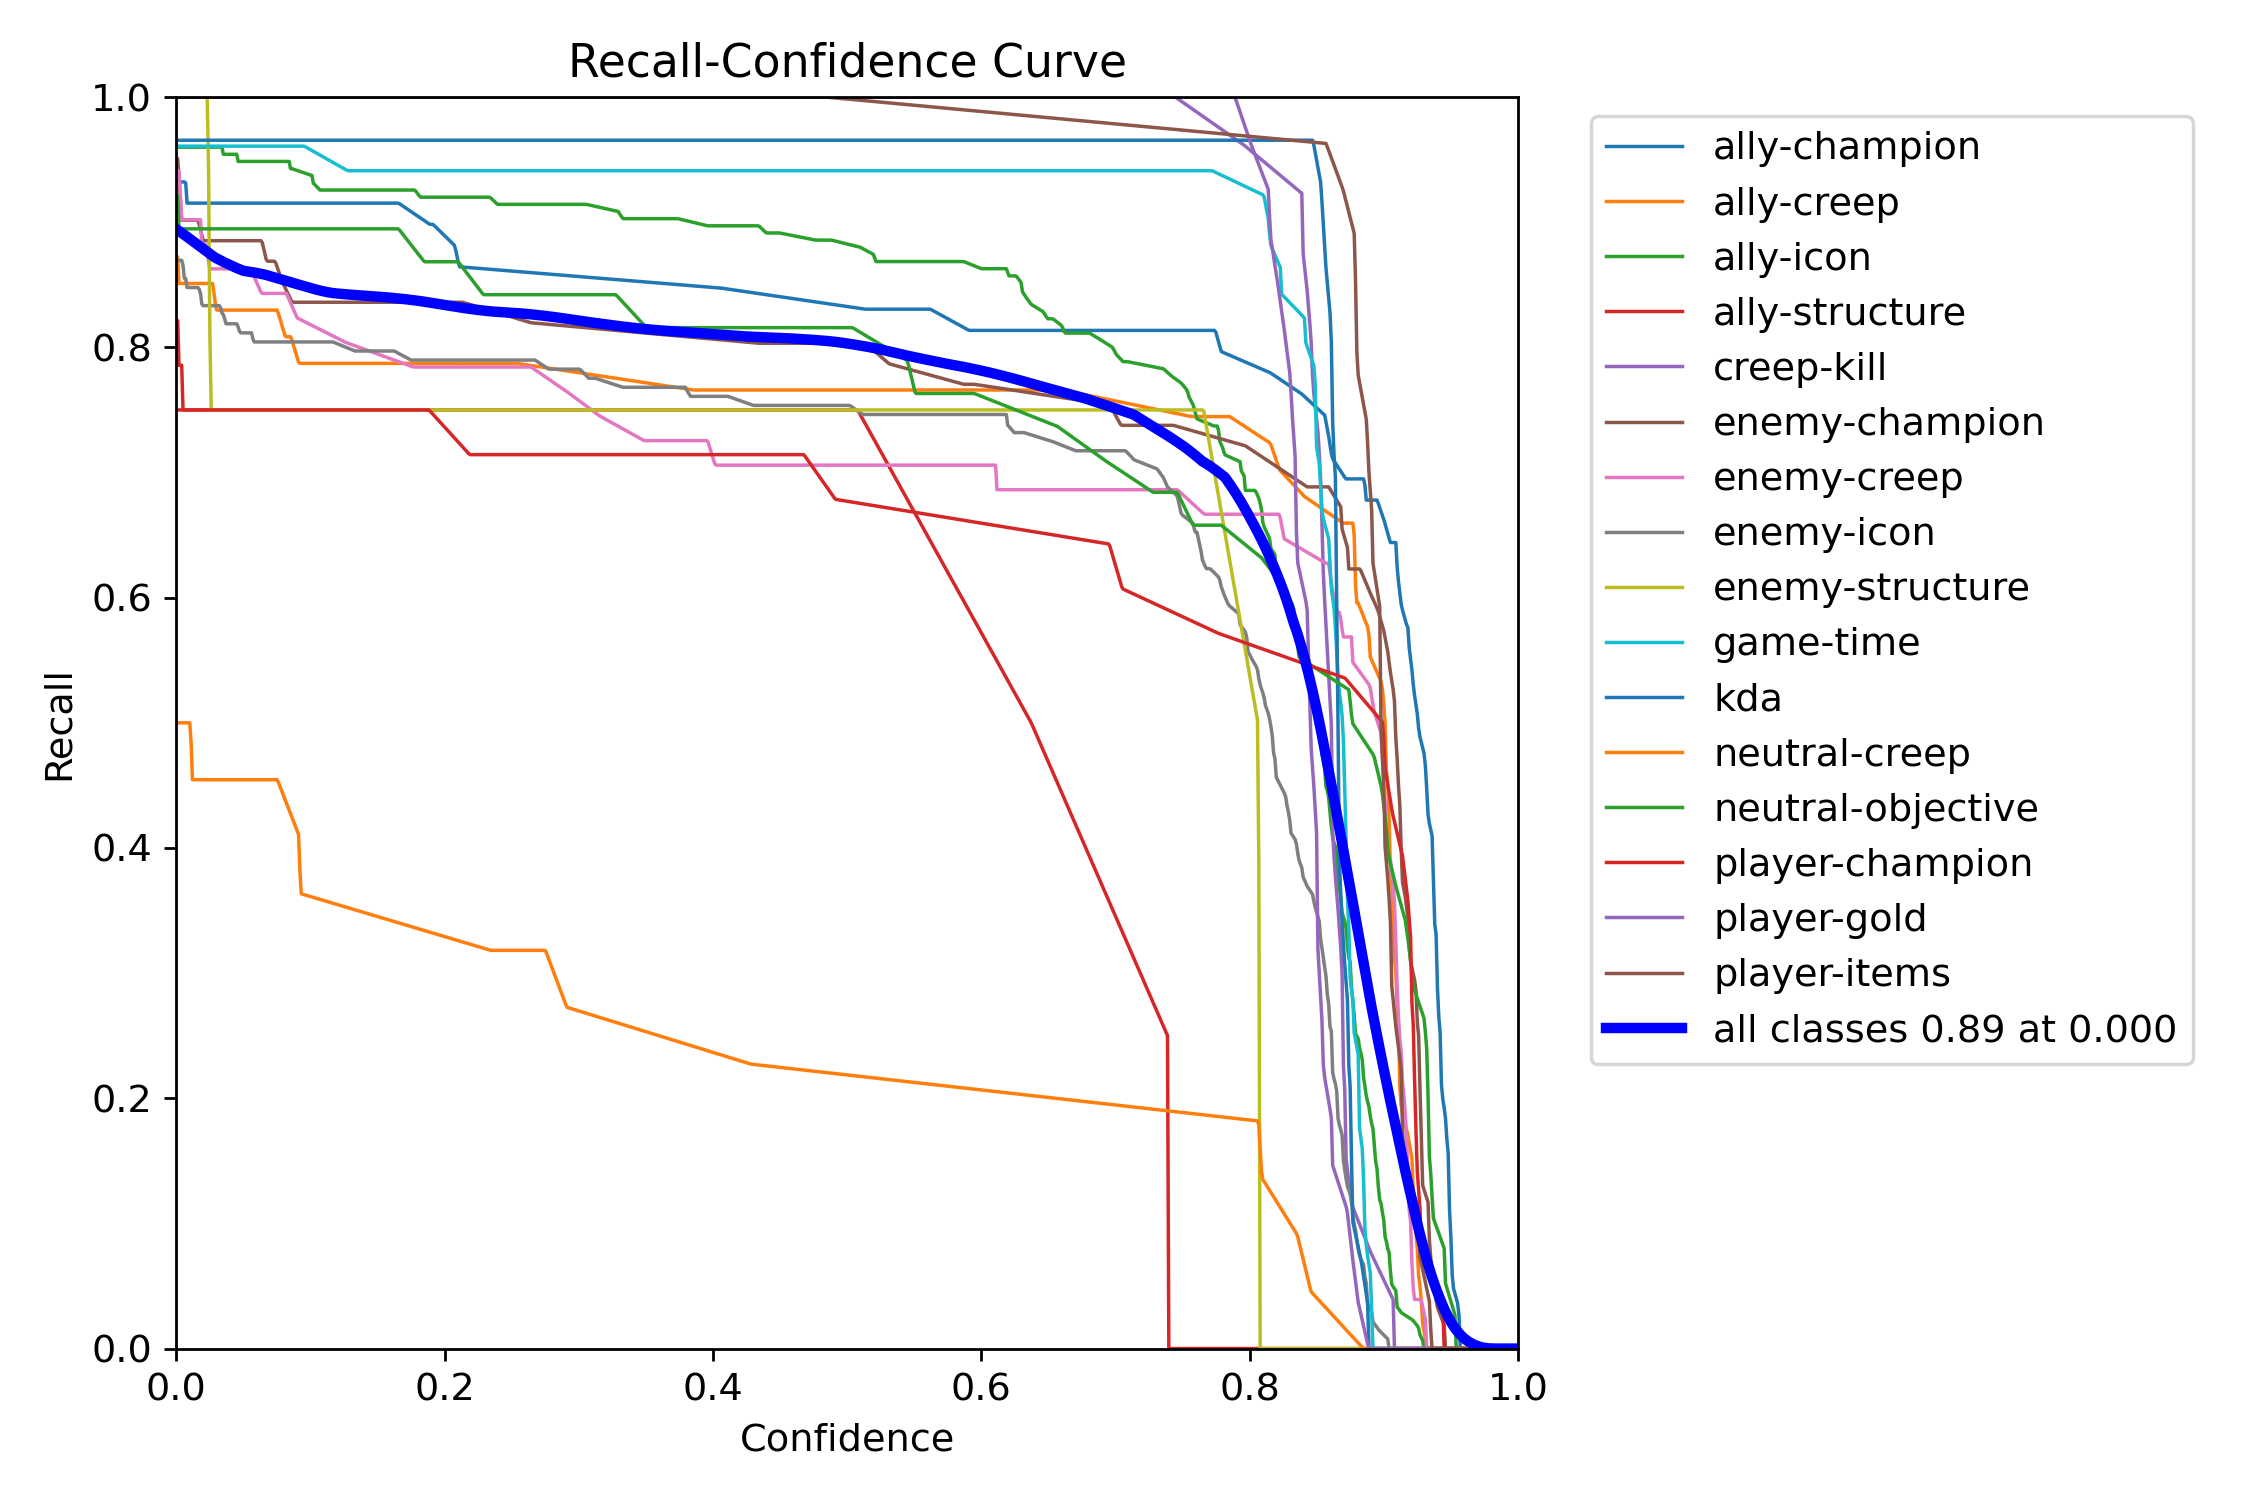 Recall-Confidence Curve
1.0
0.8
0.6
0.4
0.2
0.0
Recall
0.0 0.2 0.4 0.6 0.8 1.0
Confidence
ally-champion
ally-creep
ally-icon
ally-structure
creep-kill
enemy-champion
enemy-creep
enemy-icon
enemy-structure
game-time
kda
neutral-creep
neutral-objective
player-champion
player-gold
player-items
all classes 0.89 at 0.000